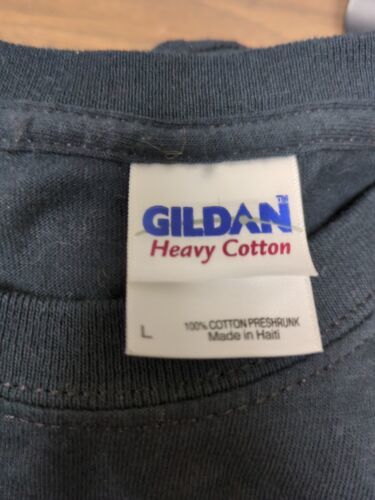 GILDAN™
Heavy Cotton
L 100% COTTON PRESHRUNK
Made in Haiti